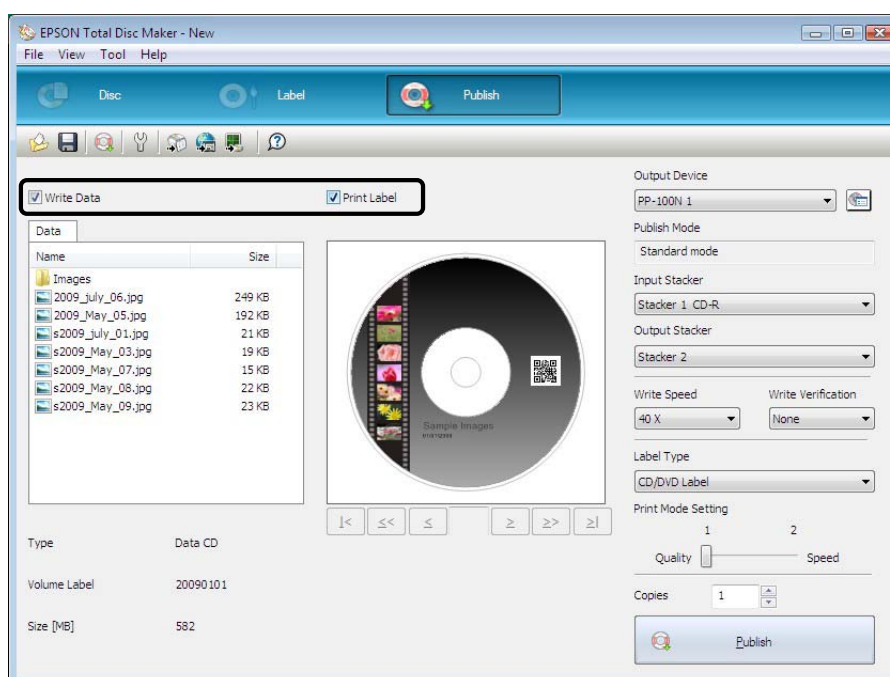 EPSON Total Disc Maker - New
File View Tool Help
Disc Label Publish
Write Data Print Label
Data
Name Size
Images
2009_july_06.jpg 249 KB
2009_May_05.jpg 192 KB
s2009_july_01.jpg 21 KB
s2009_May_03.jpg 19 KB
s2009_May_07.jpg 15 KB
s2009_May_08.jpg 22 KB
s2009_May_09.jpg 23 KB
Sample Images
|< << < > >> >|
Type Data CD
Volume Label 20090101
Size [MB] 582
Output Device
PP-100N 1
Publish Mode
Standard mode
Input Stacker
Stacker 1 CD-R
Output Stacker
Stacker 2
Write Speed Write Verification
40 X None
Label Type
CD/DVD Label
Print Mode Setting
1 2
Quality Speed
Copies 1
Publish